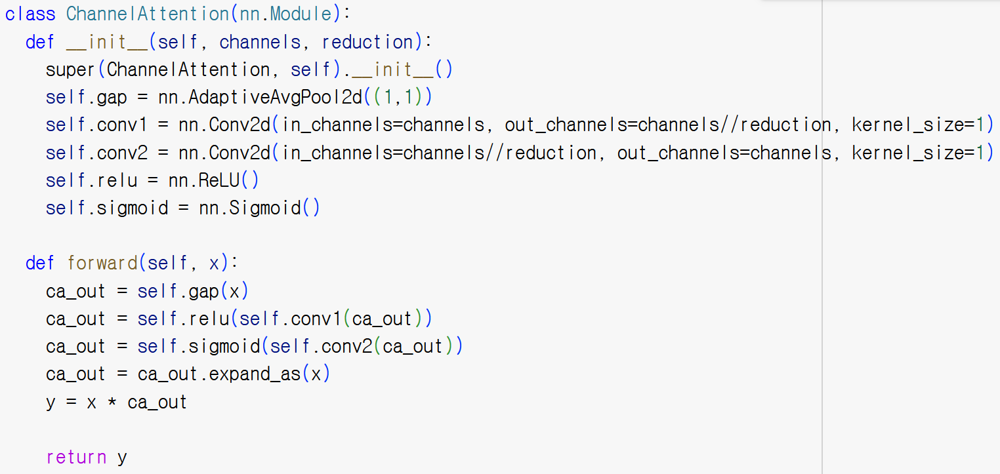 class ChannelAttention(nn.Module):
  def __init__(self, channels, reduction):
    super(ChannelAttention, self).__init__()
    self.gap = nn.AdaptiveAvgPool2d((1,1))
    self.conv1 = nn.Conv2d(in_channels=channels, out_channels=channels//reduction, kernel_size=1)
    self.conv2 = nn.Conv2d(in_channels=channels//reduction, out_channels=channels, kernel_size=1)
    self.relu = nn.ReLU()
    self.sigmoid = nn.Sigmoid()

  def forward(self, x):
    ca_out = self.gap(x)
    ca_out = self.relu(self.conv1(ca_out))
    ca_out = self.sigmoid(self.conv2(ca_out))
    ca_out = ca_out.expand_as(x)
    y = x * ca_out

    return y